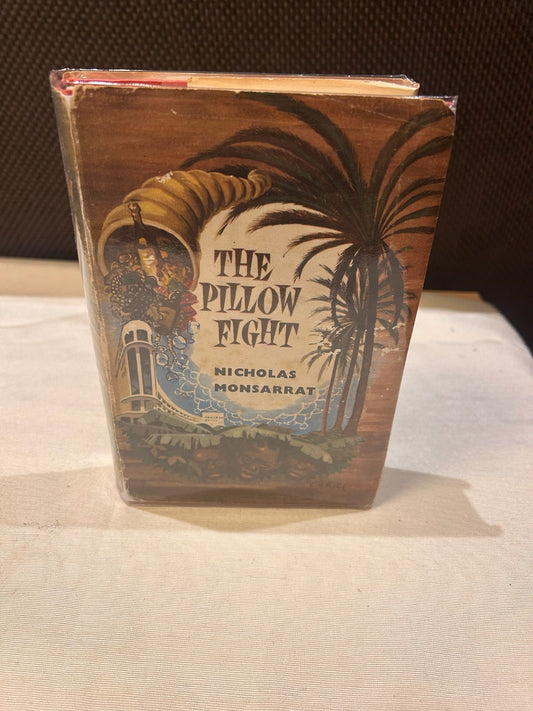 THE
PILLOW
FIGHT
NICHOLAS
MONSARRAT